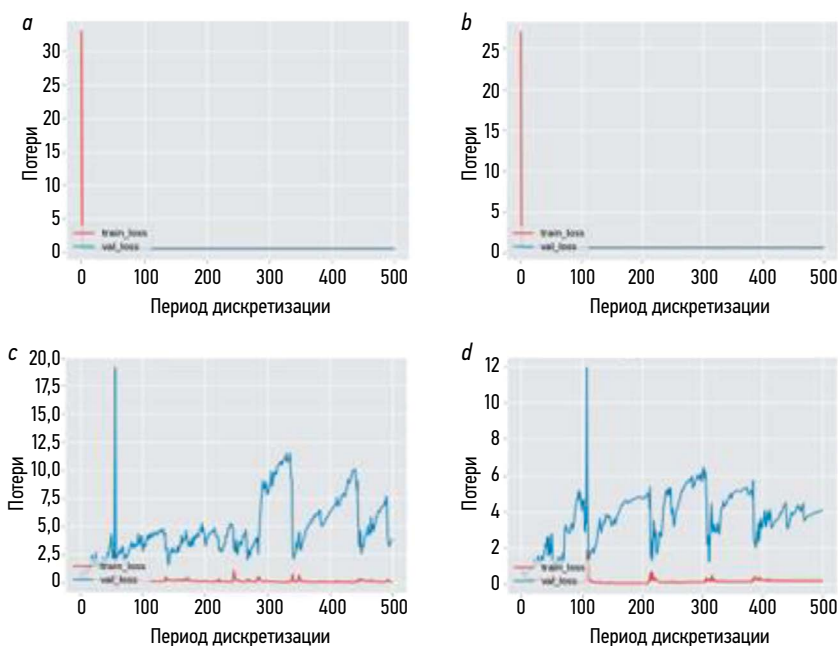 a
Потери
30
25
20
15
10
5
0
train_loss
val_loss
0 100 200 300 400 500
Период дискретизации
b
Потери
25
20
15
10
5
0
train_loss
val_loss
0 100 200 300 400 500
Период дискретизации
c
Потери
20,0
17,5
15,0
12,5
10,0
7,5
5,0
2,5
0
train_loss
val_loss
0 100 200 300 400 500
Период дискретизации
d
Потери
12
10
8
6
4
2
0
train_loss
val_loss
0 100 200 300 400 500
Период дискретизации